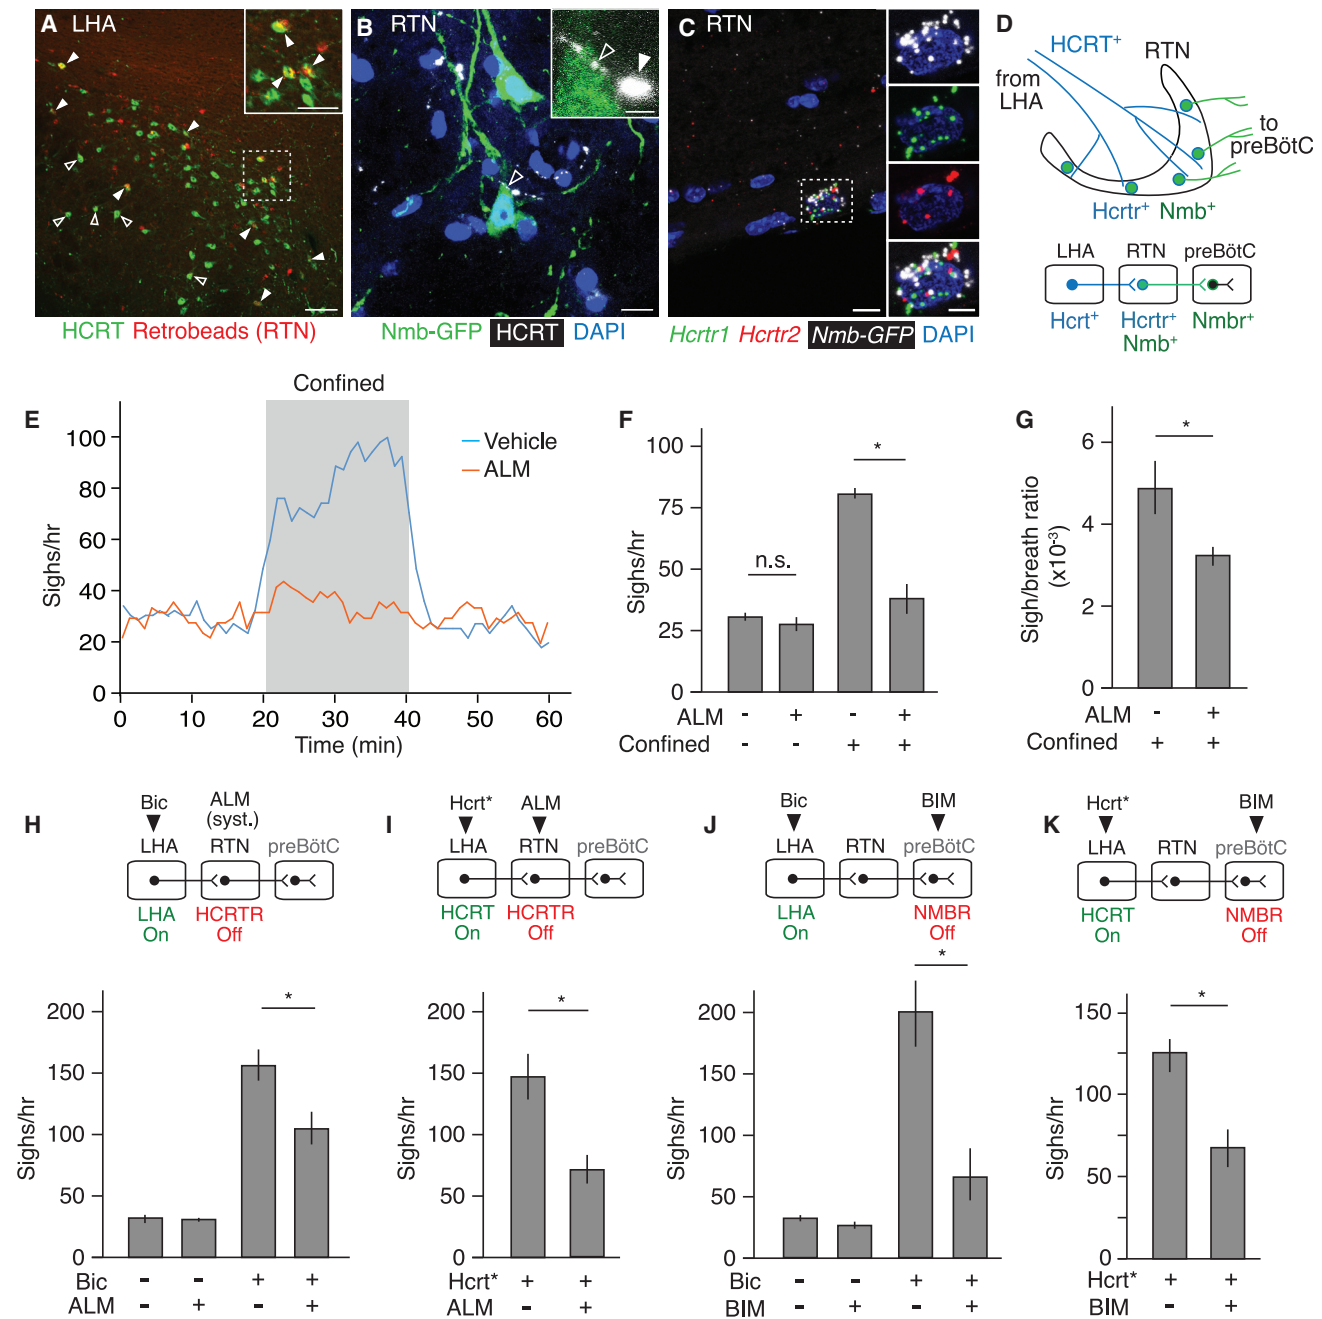 A LHA
HCRT Retrobeads (RTN)
B RTN
Nmb-GFP HCRT DAPI
C RTN
Hcrtr1 Hcrtr2 Nmb-GFP DAPI
D
HCRT+
RTN
from
LHA
to
preBötC
Hcrtr+ Nmb+
LHA RTN preBötC
Hcrt+ Hcrtr+ Nmbr+
Nmb+
E
Confined
Vehicle
ALM
Sighs/hr
100
80
60
40
20
0
0 10 20 30 40 50 60
Time (min)
F
Sighs/hr
100
75
50
25
0
n.s.
*
ALM - + - +
Confined - - + +
G
Sigh/breath ratio
(x10-3)
6
4
2
0
*
ALM - +
Confined + +
H
Bic ALM
(syst.)
LHA RTN preBötC
LHA HCRTR
On Off
Sighs/hr
200
150
100
50
0
*
Bic - - + +
ALM - + - +
I
Hcrt* ALM
LHA RTN preBötC
HCRT HCRTR
On Off
Sighs/hr
200
150
100
50
0
*
Hcrt* + +
ALM - +
J
Bic BIM
LHA RTN preBötC
LHA NMBR
On Off
Sighs/hr
200
150
100
50
0
*
Bic - - + +
BIM - + - +
K
Hcrt* BIM
LHA RTN preBötC
HCRT NMBR
On Off
Sighs/hr
150
100
50
0
*
Hcrt* + +
BIM - +